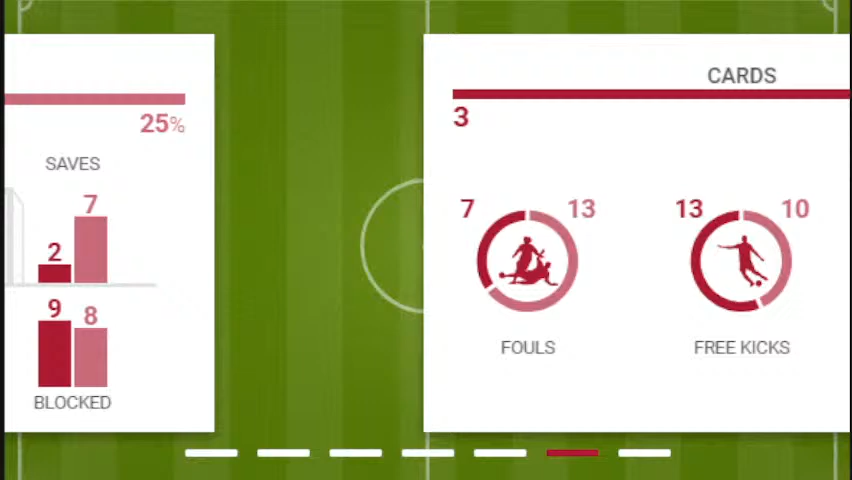 25%
SAVES
7
2
9
8
BLOCKED
CARDS
3
7
13
FOULS
13
10
FREE KICKS